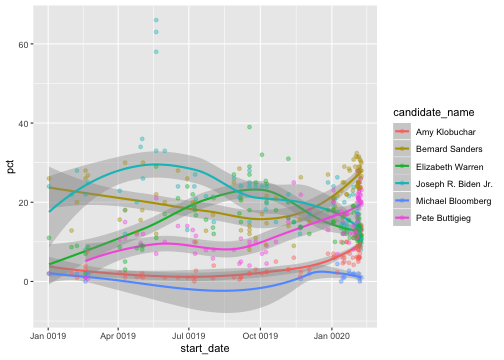 60
40
20
0
pct
Jan 0019
Apr 0019
Jul 0019
Oct 0019
Jan 0020
start_date
candidate_name
Amy Klobuchar
Bernard Sanders
Elizabeth Warren
Joseph R. Biden Jr.
Michael Bloomberg
Pete Buttigieg